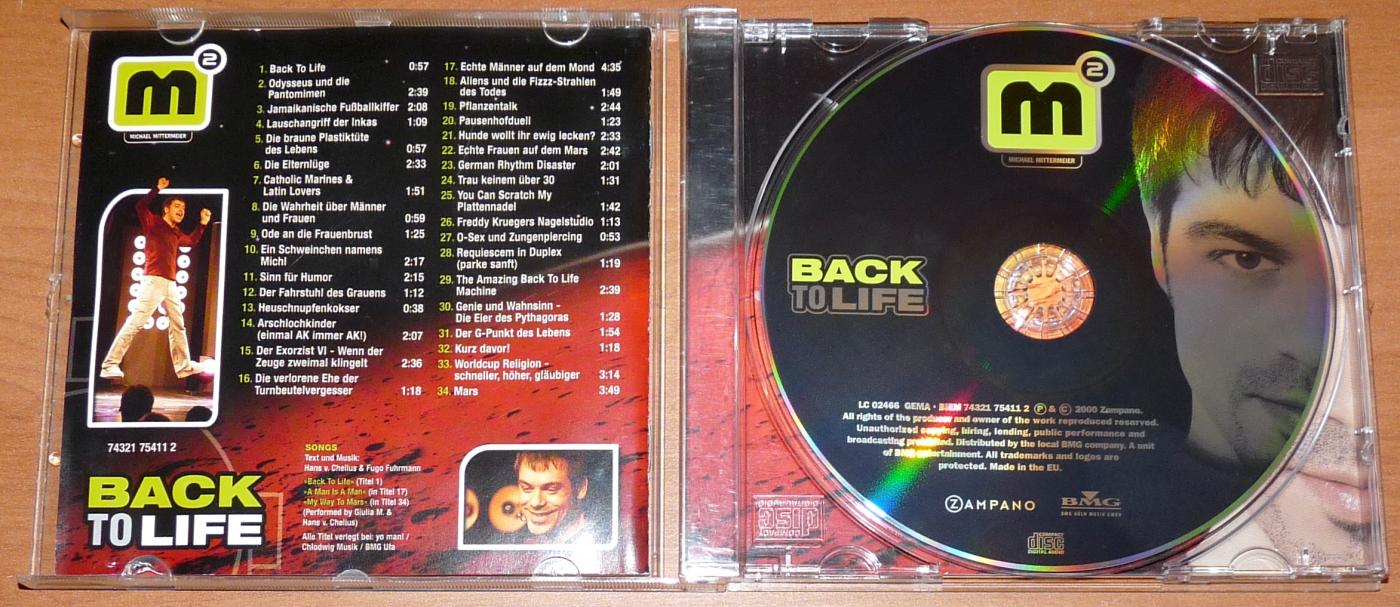 m2
MICHAEL MITTERMEIER
1. Back To Life 0:57
2. Odysseus und die
Pantomimen 2:39
3. Jamaikanische Fußballkiffer 2:08
4. Lauschangriff der Inkas 1:09
5. Die braune Plastiktüte
des Lebens 0:57
6. Die Elternlüge 2:33
7. Catholic Marines &
Latin Lovers 1:51
8. Die Wahrheit über Männer
und Frauen 0:59
9. Ode an die Frauenbrust 1:25
10. Ein Schweinchen namens
Michl 2:17
11. Sinn für Humor 2:15
12. Der Fahrstuhl des Grauens 1:12
13. Heuschnupfenkokser 0:38
14. Arschlochkinder
(einmal AK immer AK!) 2:07
15. Der Exorzist VI - Wenn der
Zeuge zweimal klingelt 2:36
16. Die verlorene Ehe der
Turnbeutelvergesser 1:18
17. Echte Männer auf dem Mond 4:35
18. Aliens und die Fizzz-Strahlen
des Todes 1:49
19. Pflanzentalk 2:44
20. Pausenhofduell 1:23
21. Hunde wollt ihr ewig lecken? 2:33
22. Echte Frauen auf dem Mars 2:42
23. German Rhythm Disaster 2:01
24. Trau keinem über 30 1:31
25. You Can Scratch My
Plattennadel 1:42
26. Freddy Kruegers Nagelstudio 1:13
27. O-Sex und Zungenpiercing 0:53
28. Requiescem in Duplex
(parke sanft) 1:19
29. The Amazing Back To Life
Machine 2:39
30. Genie und Wahnsinn -
Die Eier des Pythagoras 1:28
31. Der G-Punkt des Lebens 1:54
32. Kurz davor! 1:18
33. Worldcup Religion -
schneller, höher, gläubiger 3:14
34. Mars 3:49
74321 75411 2
BACK
TO LIFE
SONGS
Text und Musik:
Hans v. Chelius & Fugo Fuhrmann
»Back To Life« (Titel 1)
»A Man Is A Man« (in Titel 17)
»My Way To Mars« (in Titel 34)
(Performed by Giulia M. &
Hans v. Chelius)
Alle Titel verlegt bei: yo man! /
Chlodwig Musik / BMG Ufa
m2
MICHAEL MITTERMEIER
BACK
TO LIFE
LC 02466 GEMA • BIEM 74321 75411 2 Ⓟ & © 2000 Zampano.
All rights of the producer and owner of the work reproduced reserved.
Unauthorized copying, hiring, lending, public performance and
broadcasting prohibited. Distributed by the local BMG company. A unit
of BMG Entertainment. All trademarks and logos are
protected. Made in the EU.
ZAMPANO
BMG
BMG KÖLN MUSIK GMBH
COMPACT
disc
DIGITAL AUDIO
COMPACT
disc